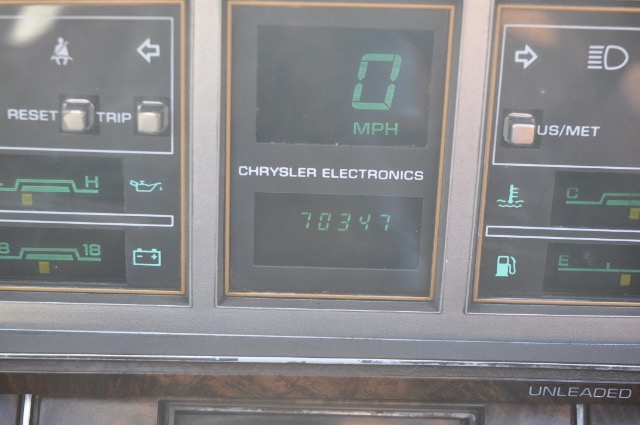 0
MPH
RESET TRIP
US/MET
CHRYSLER ELECTRONICS
H
C
70347
8 18
E
UNLEADED